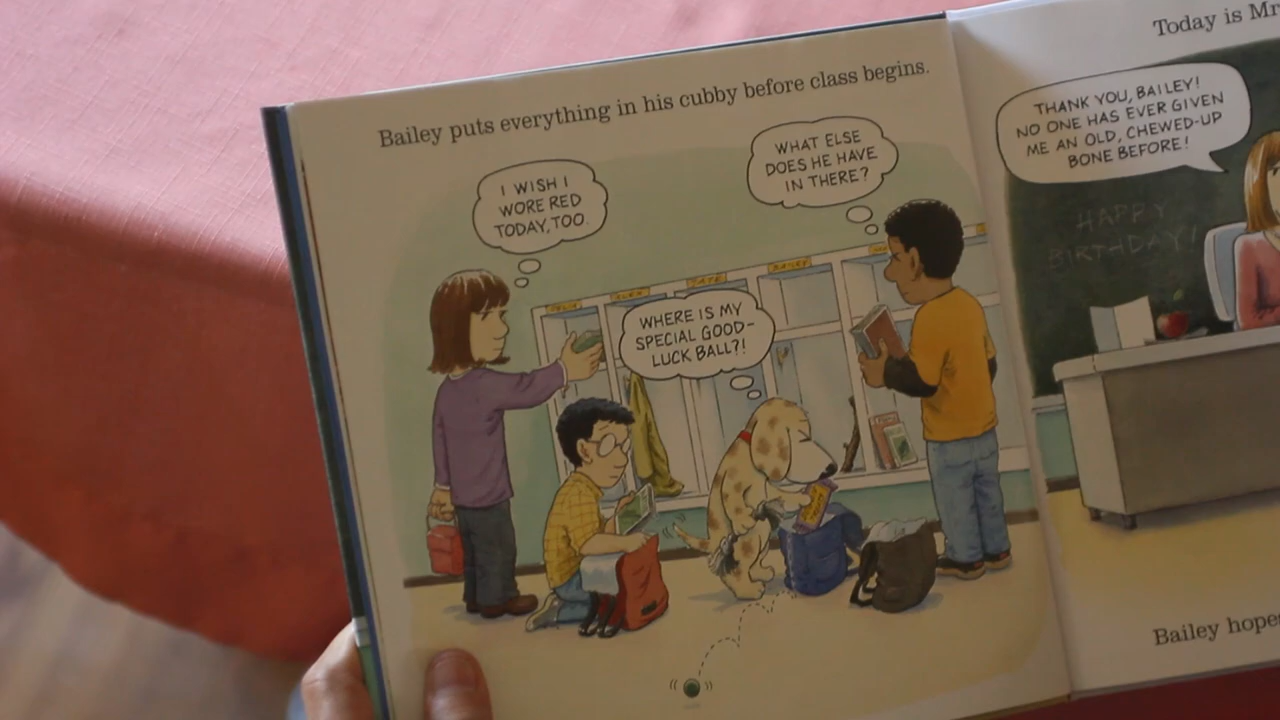 Bailey puts everything in his cubby before class begins.
I WISH I
WORE RED
TODAY, TOO.
WHAT ELSE
DOES HE HAVE
IN THERE?
WHERE IS MY
SPECIAL GOOD-
LUCK BALL?!
BAILEY
Today is Mr
THANK YOU, BAILEY!
NO ONE HAS EVER GIVEN
ME AN OLD, CHEWED-UP
BONE BEFORE!
HAPPY
BIRTHDAY!
Bailey hope